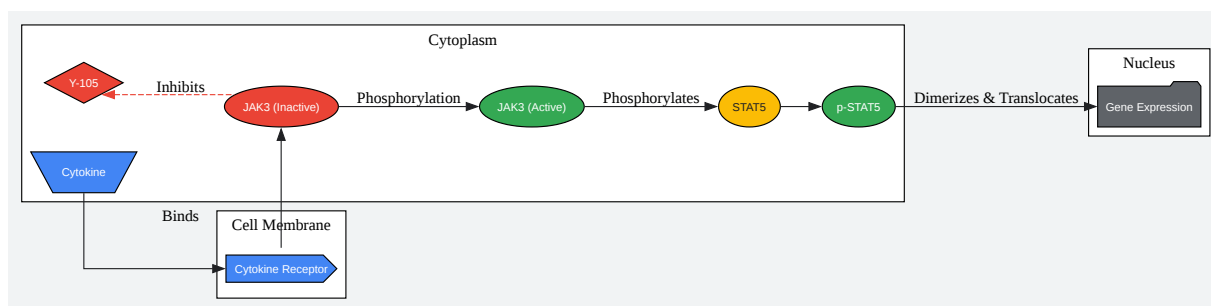 Cytoplasm
Nucleus
Y-105
Inhibits
JAK3 (Inactive)
Phosphorylation
JAK3 (Active)
Phosphorylates
STAT5
p-STAT5
Dimerizes & Translocates
Gene Expression
Cytokine
Binds
Cell Membrane
Cytokine Receptor